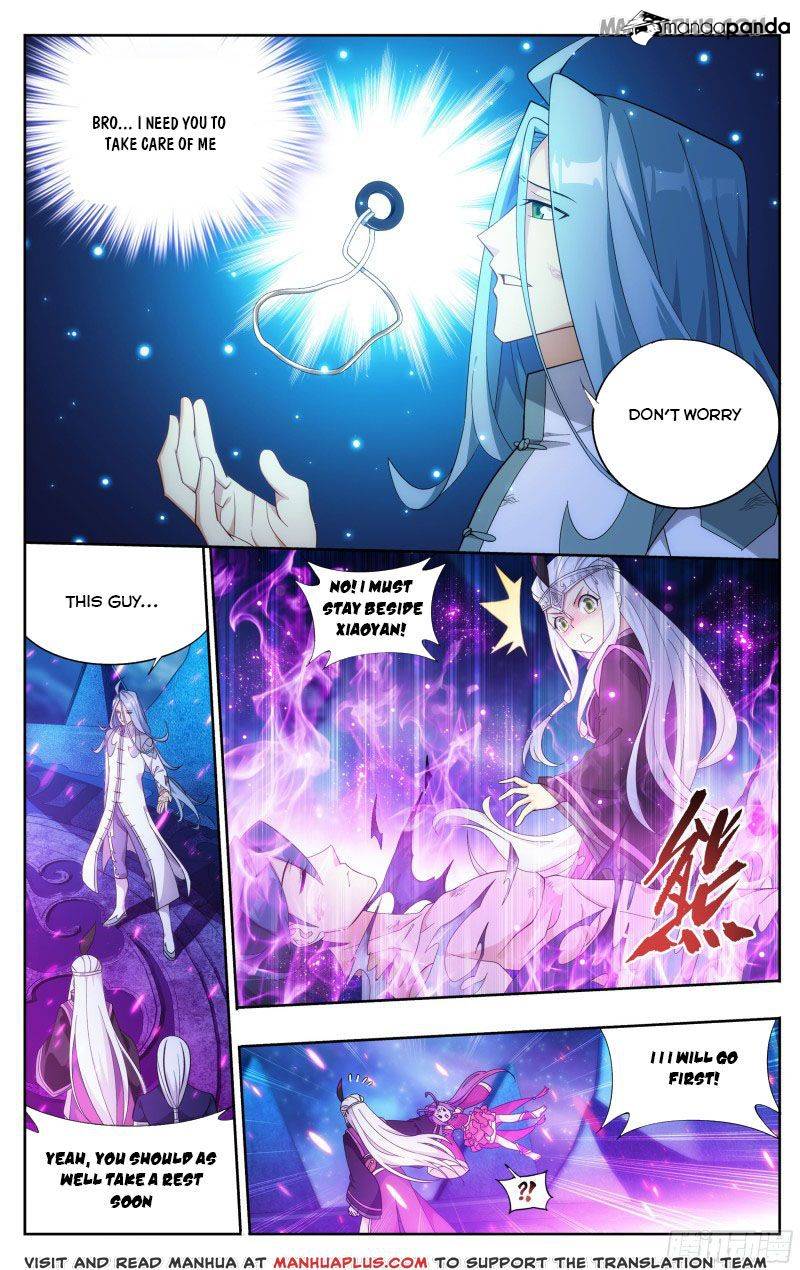 mangapanda
BRO... I NEED YOU TO
TAKE CARE OF ME
DON'T WORRY
THIS GUY...
NO! I MUST
STAY BESIDE
XIAOYAN!
熊
I I I WILL GO
FIRST!
?!
YEAH, YOU SHOULD AS
WELL TAKE A REST
SOON
VISIT AND READ MANHUA AT MANHUAPLUS.COM TO SUPPORT THE TRANSLATION TEAM